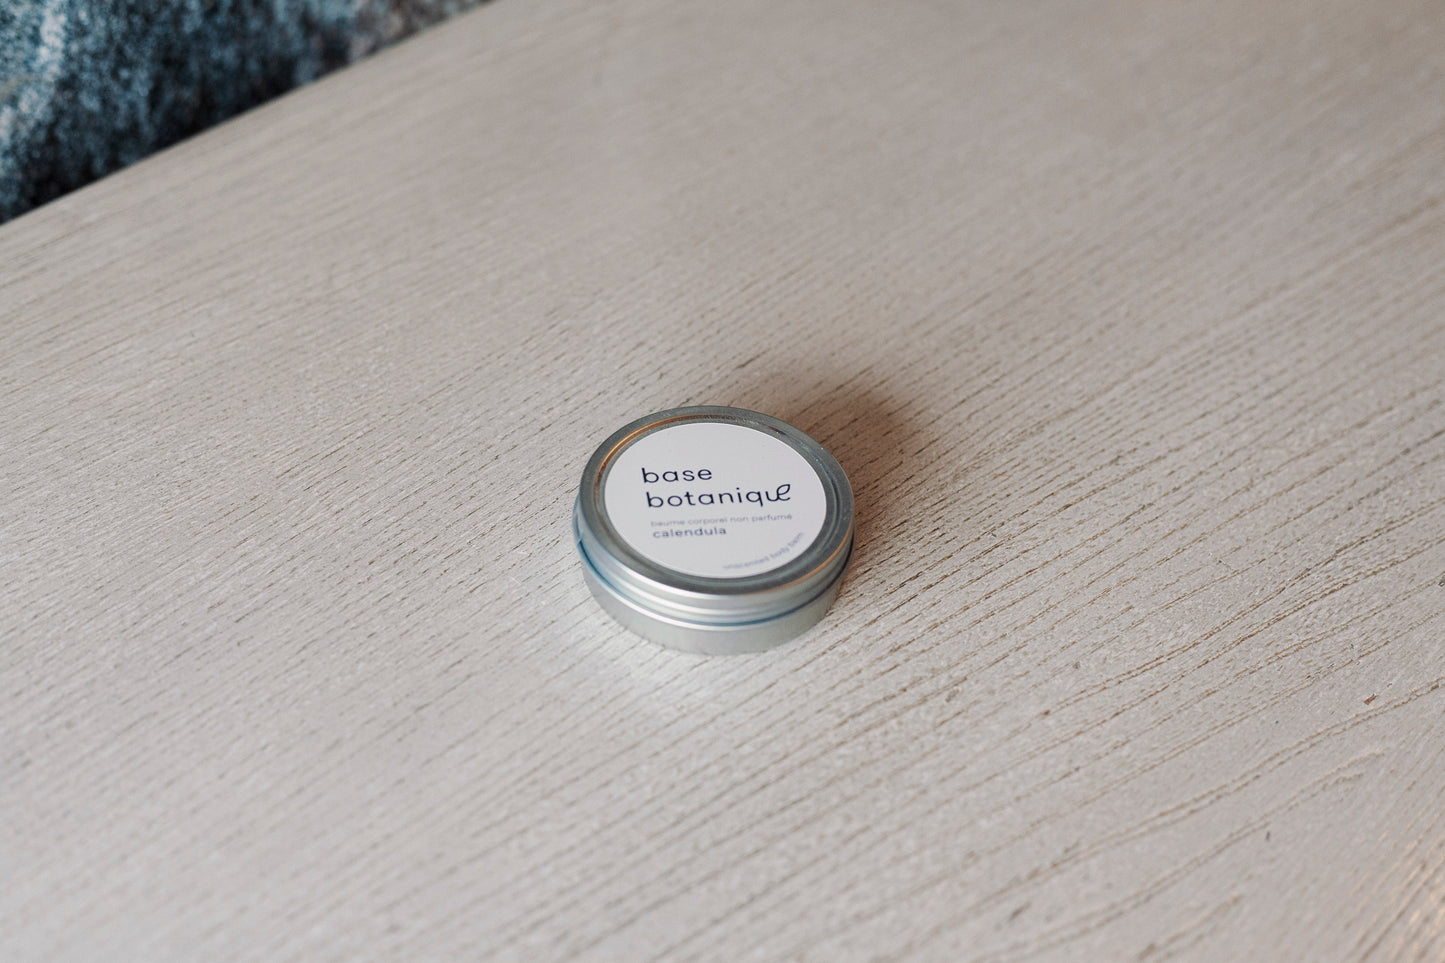 base
botanique
baume corporel non parfumé
calendula
unscented body balm